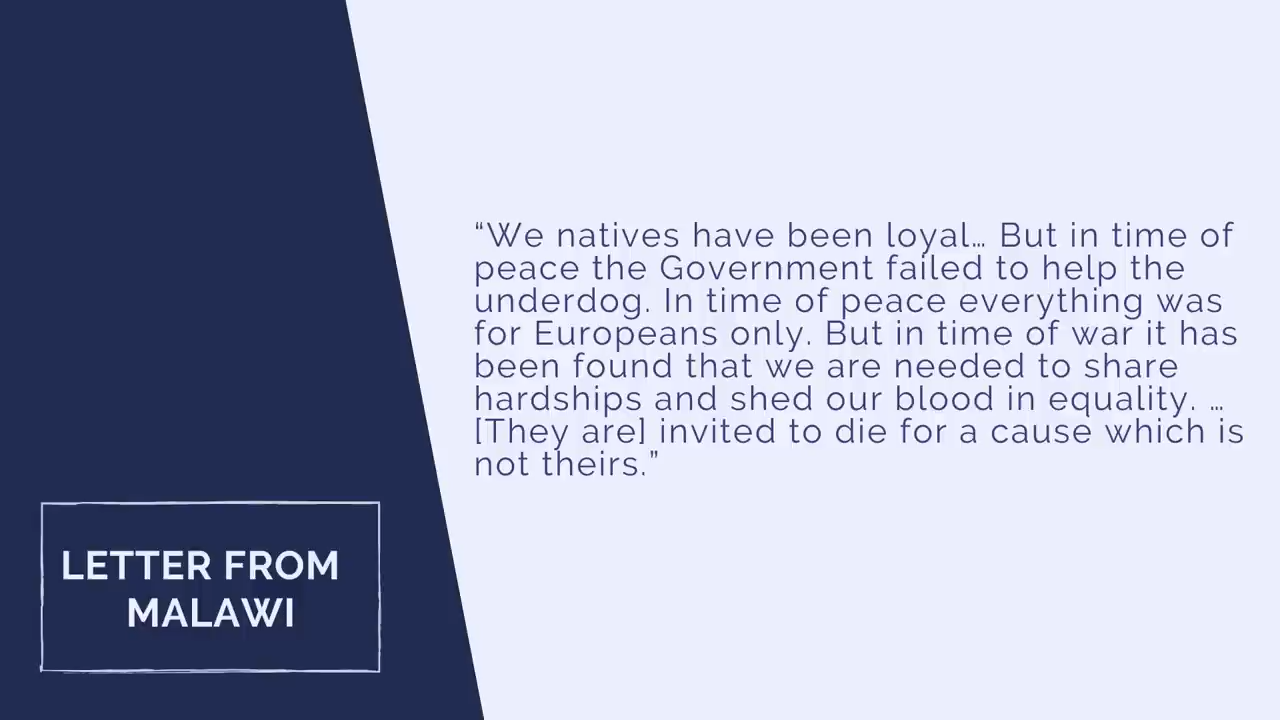 “We natives have been loyal… But in time of
peace the Government failed to help the
underdog. In time of peace everything was
for Europeans only. But in time of war it has
been found that we are needed to share
hardships and shed our blood in equality. …
[They are] invited to die for a cause which is
not theirs.”
LETTER FROM
MALAWI